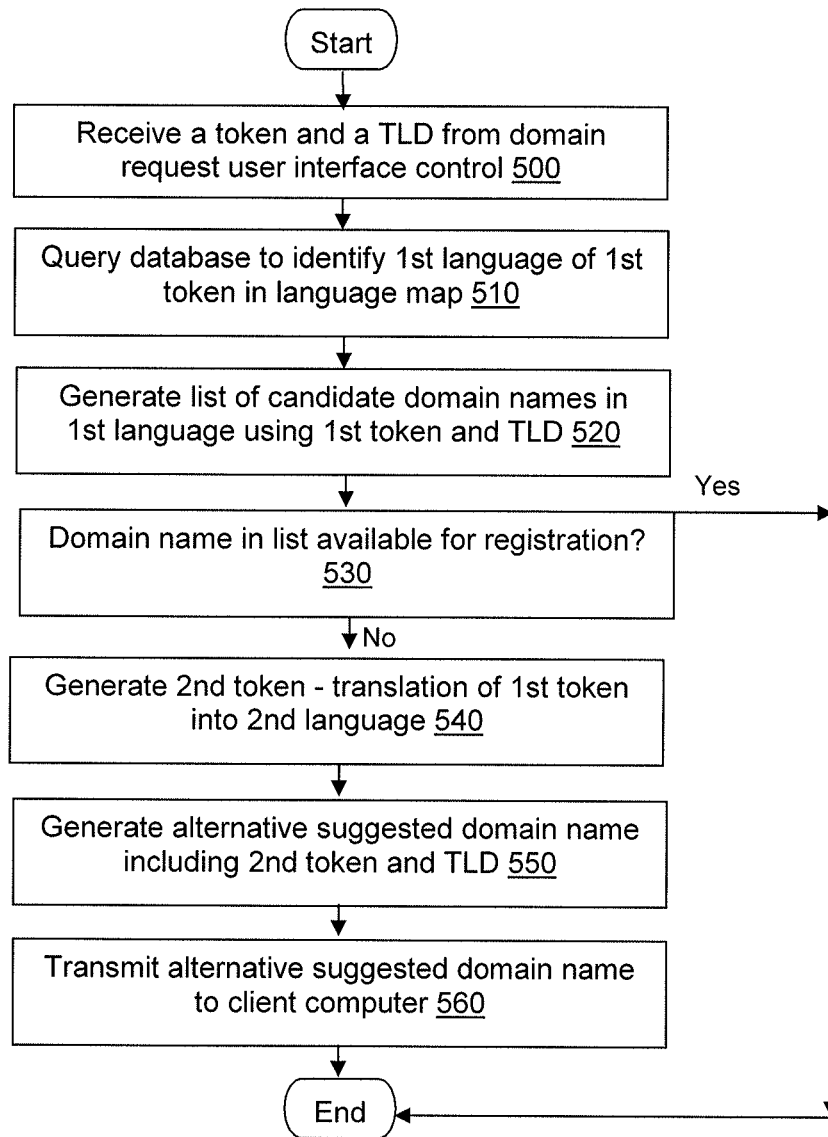 Start
Receive a token and a TLD from domain
request user interface control 500
Query database to identify 1st language of 1st
token in language map 510
Generate list of candidate domain names in
1st language using 1st token and TLD 520
Yes
Domain name in list available for registration?
530
No
Generate 2nd token - translation of 1st token
into 2nd language 540
Generate alternative suggested domain name
including 2nd token and TLD 550
Transmit alternative suggested domain name
to client computer 560
End